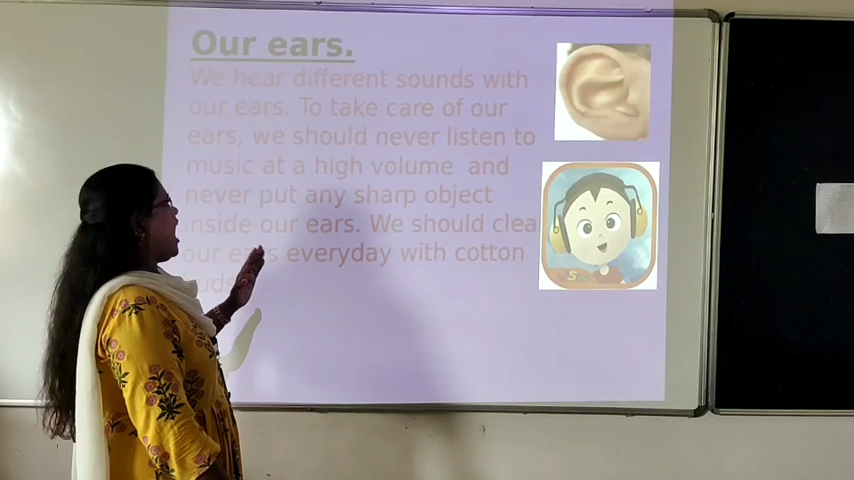 Our ears.
We hear different sounds with
our ears. To take care of our
ears, we should never listen to
music at a high volume and
never put any sharp object
inside our ears. We should clea
our ears everyday with cotton
uds